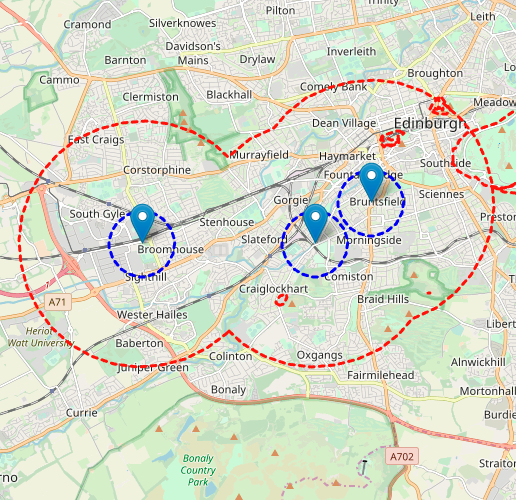 Pilton
Trinity
Leith
Cramond
Silverknowes
Davidson's
Mains
Drylaw
Inverleith
Barnton
Broughton
Cammo
Comely Bank
Clermiston
Blackhall
Meadow
Dean Village
Edinburgh
East Craigs
Murrayfield
Haymarket
Southside
Corstorphine
Gorgie
Bruntsfield
Sciennes
South Gyle
Stenhouse
Preston
Slateford
Morningside
Broomhouse
Sighthill
Comiston
Craiglockhart
A71
Braid Hills
Wester Hailes
Libert
Heriot
Watt University
Baberton
Colinton
Oxgangs
Alnwickhill
Juniper Green
Fairmilehead
Bonaly
Mortonhall
Currie
Burdie
Bonaly
Country
Park
A702
Straiton
rno